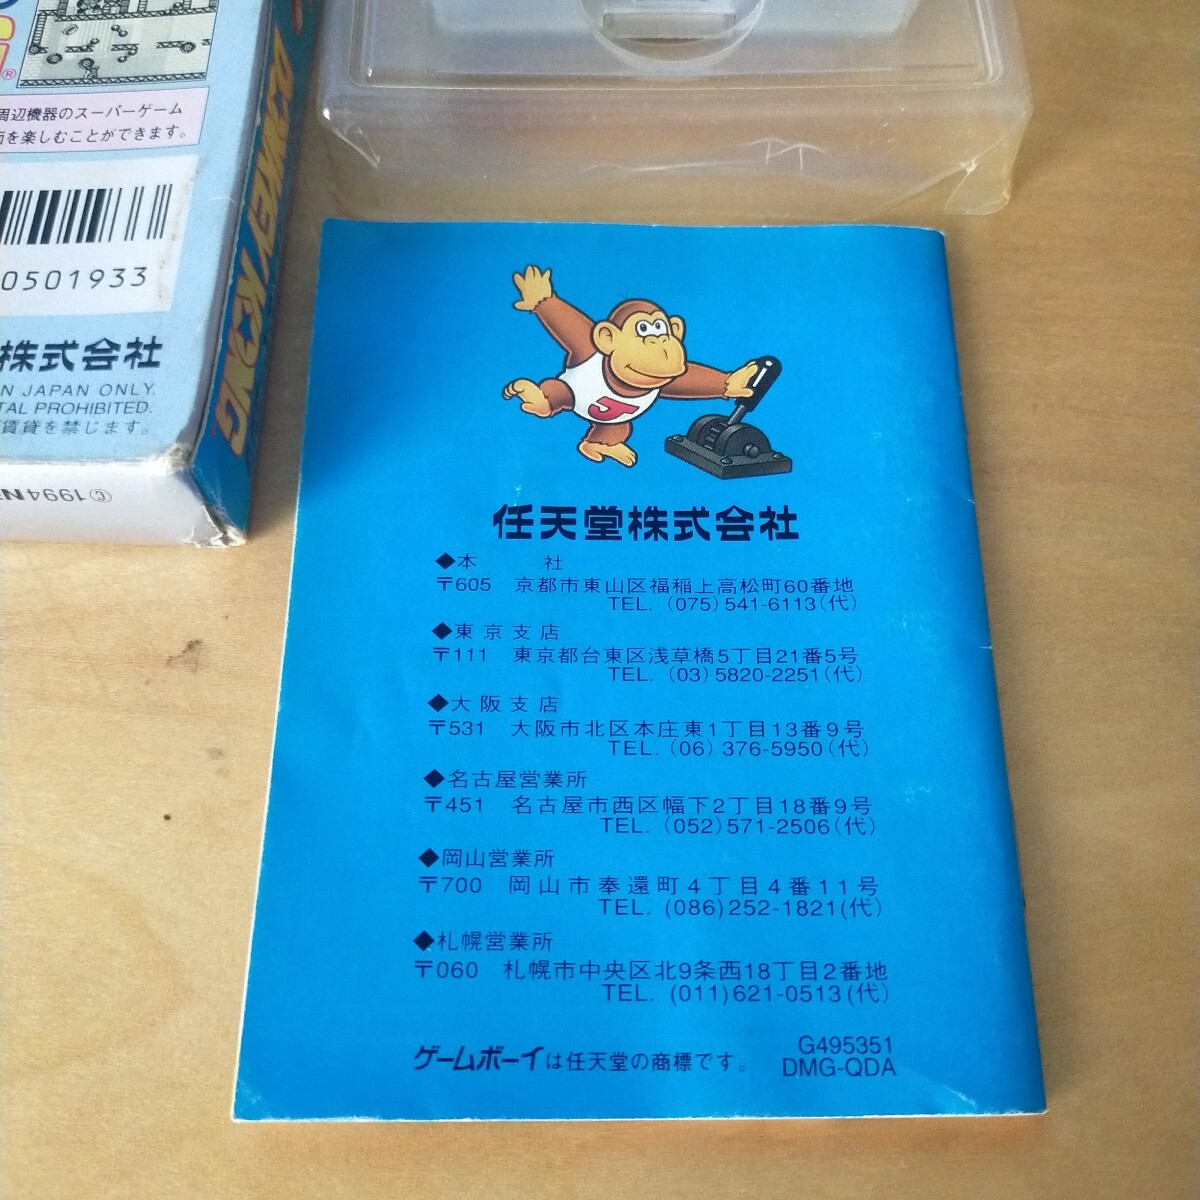 ®
周辺機器のスーパーゲーム
面を楽しむことができます。
0501933
株式会社
N JAPAN ONLY.
TAL PROHIBITED.
賃貸を禁じます。
©1994
DONKEY KONG
J
任天堂株式会社
◆本　　社
〒605 京都市東山区福稲上高松町60番地
TEL. (075)541-6113(代)
◆東京支店
〒111 東京都台東区浅草橋5丁目21番5号
TEL. (03)5820-2251(代)
◆大阪支店
〒531 大阪市北区本庄東1丁目13番9号
TEL. (06)376-5950(代)
◆名古屋営業所
〒451 名古屋市西区幅下2丁目18番9号
TEL. (052)571-2506(代)
◆岡山営業所
〒700 岡山市奉還町4丁目4番11号
TEL. (086)252-1821(代)
◆札幌営業所
〒060 札幌市中央区北9条西18丁目2番地
TEL. (011)621-0513(代)
ゲームボーイは任天堂の商標です。
G495351
DMG-QDA